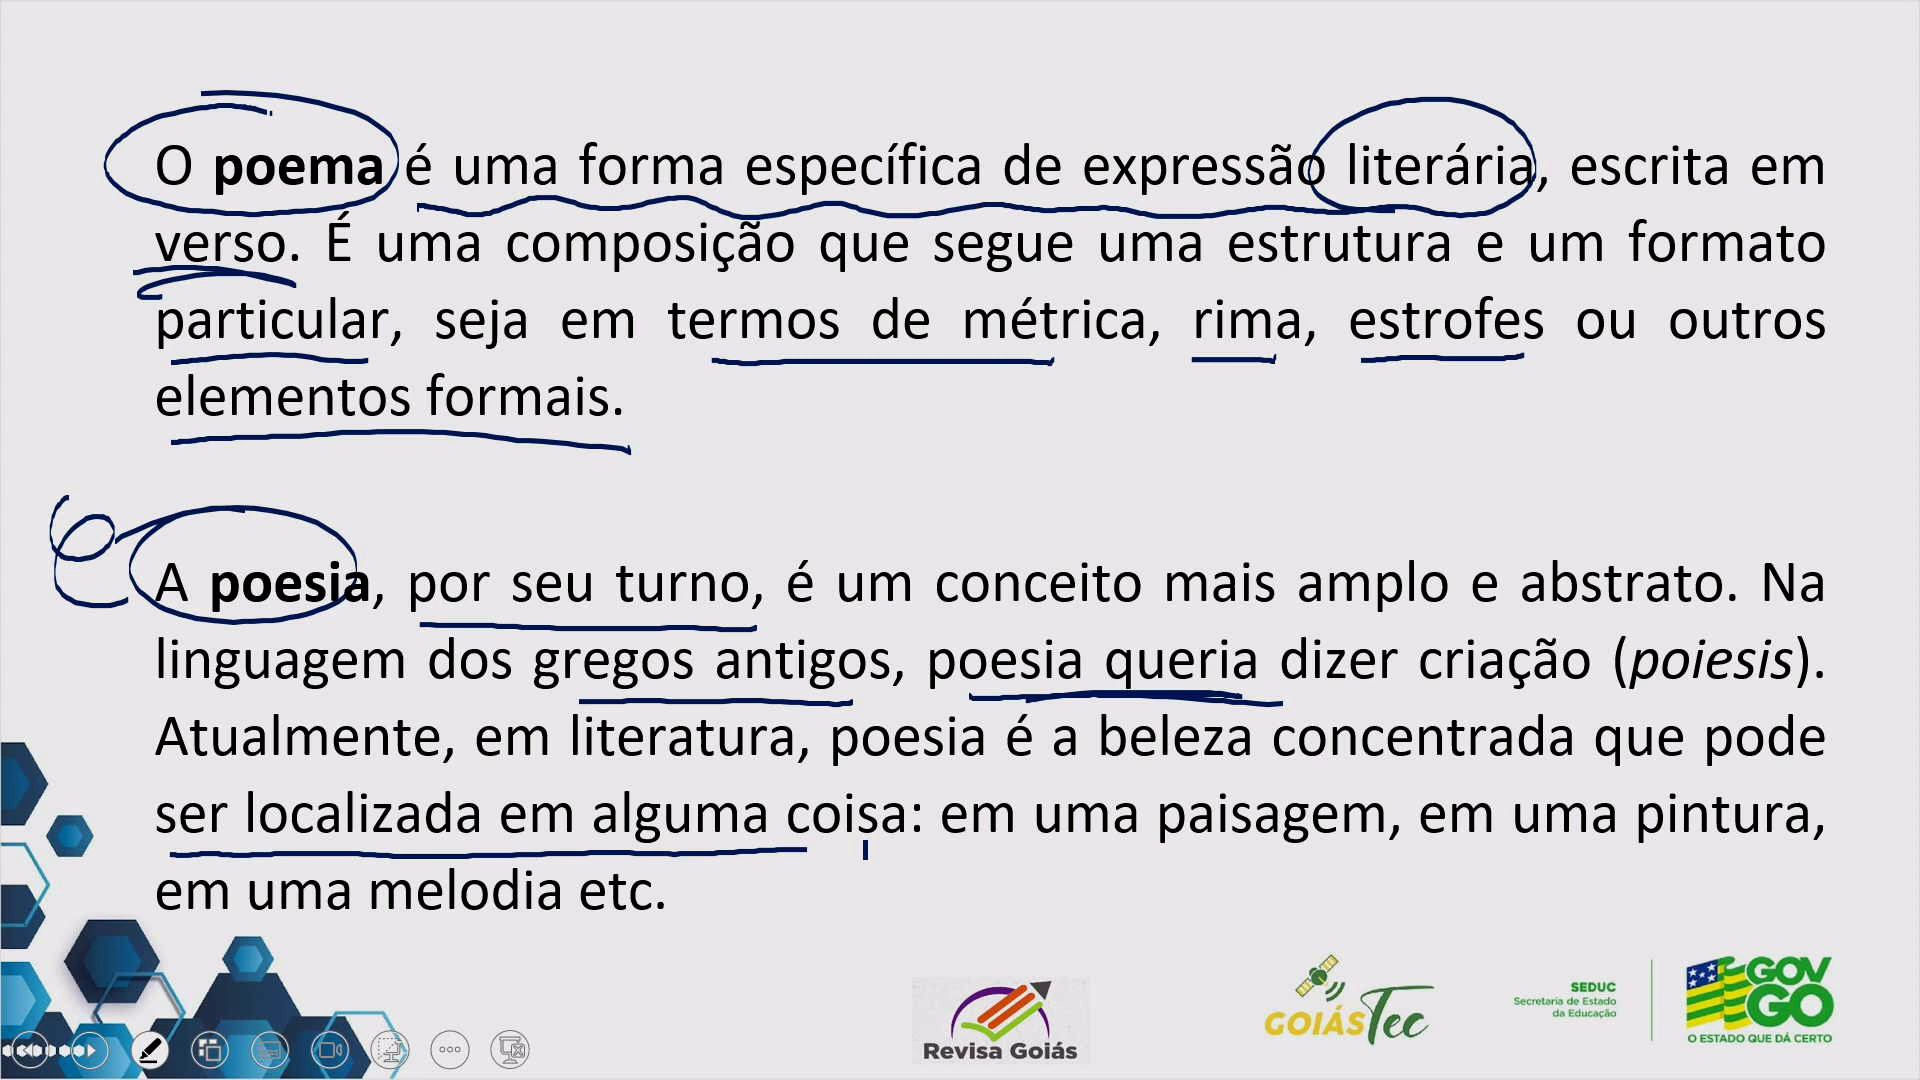 O poema é uma forma específica de expressão literária, escrita em
verso. É uma composição que segue uma estrutura e um formato
particular, seja em termos de métrica, rima, estrofes ou outros
elementos formais.
A poesia, por seu turno, é um conceito mais amplo e abstrato. Na
linguagem dos gregos antigos, poesia queria dizer criação (poiesis).
Atualmente, em literatura, poesia é a beleza concentrada que pode
ser localizada em alguma coisa: em uma paisagem, em uma pintura,
em uma melodia etc.
Revisa Goiás
GOIÁS Tec
SEDUC
Secretaria de Estado
da Educação
GOV
GO
O ESTADO QUE DÁ CERTO